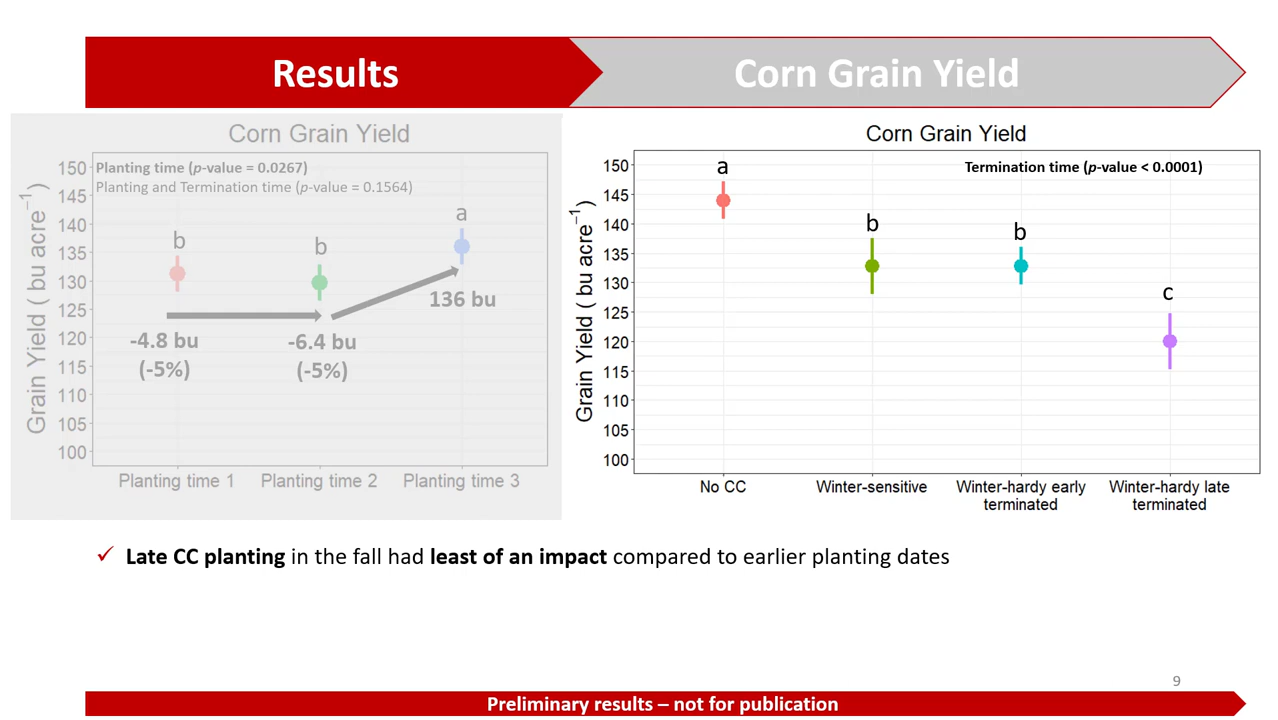 Results
Corn Grain Yield
Corn Grain Yield
Planting time (p-value = 0.0267)
Planting and Termination time (p-value = 0.1564)
Grain Yield ( bu acre⁻¹)
150
145
140
135
130
125
120
115
110
105
100
b
b
a
-4.8 bu
(-5%)
-6.4 bu
(-5%)
136 bu
Planting time 1
Planting time 2
Planting time 3
Corn Grain Yield
Termination time (p-value < 0.0001)
Grain Yield ( bu acre⁻¹)
150
145
140
135
130
125
120
115
110
105
100
a
b
b
c
No CC
Winter-sensitive
Winter-hardy early
terminated
Winter-hardy late
terminated
✓ Late CC planting in the fall had least of an impact compared to earlier planting dates
9
Preliminary results – not for publication